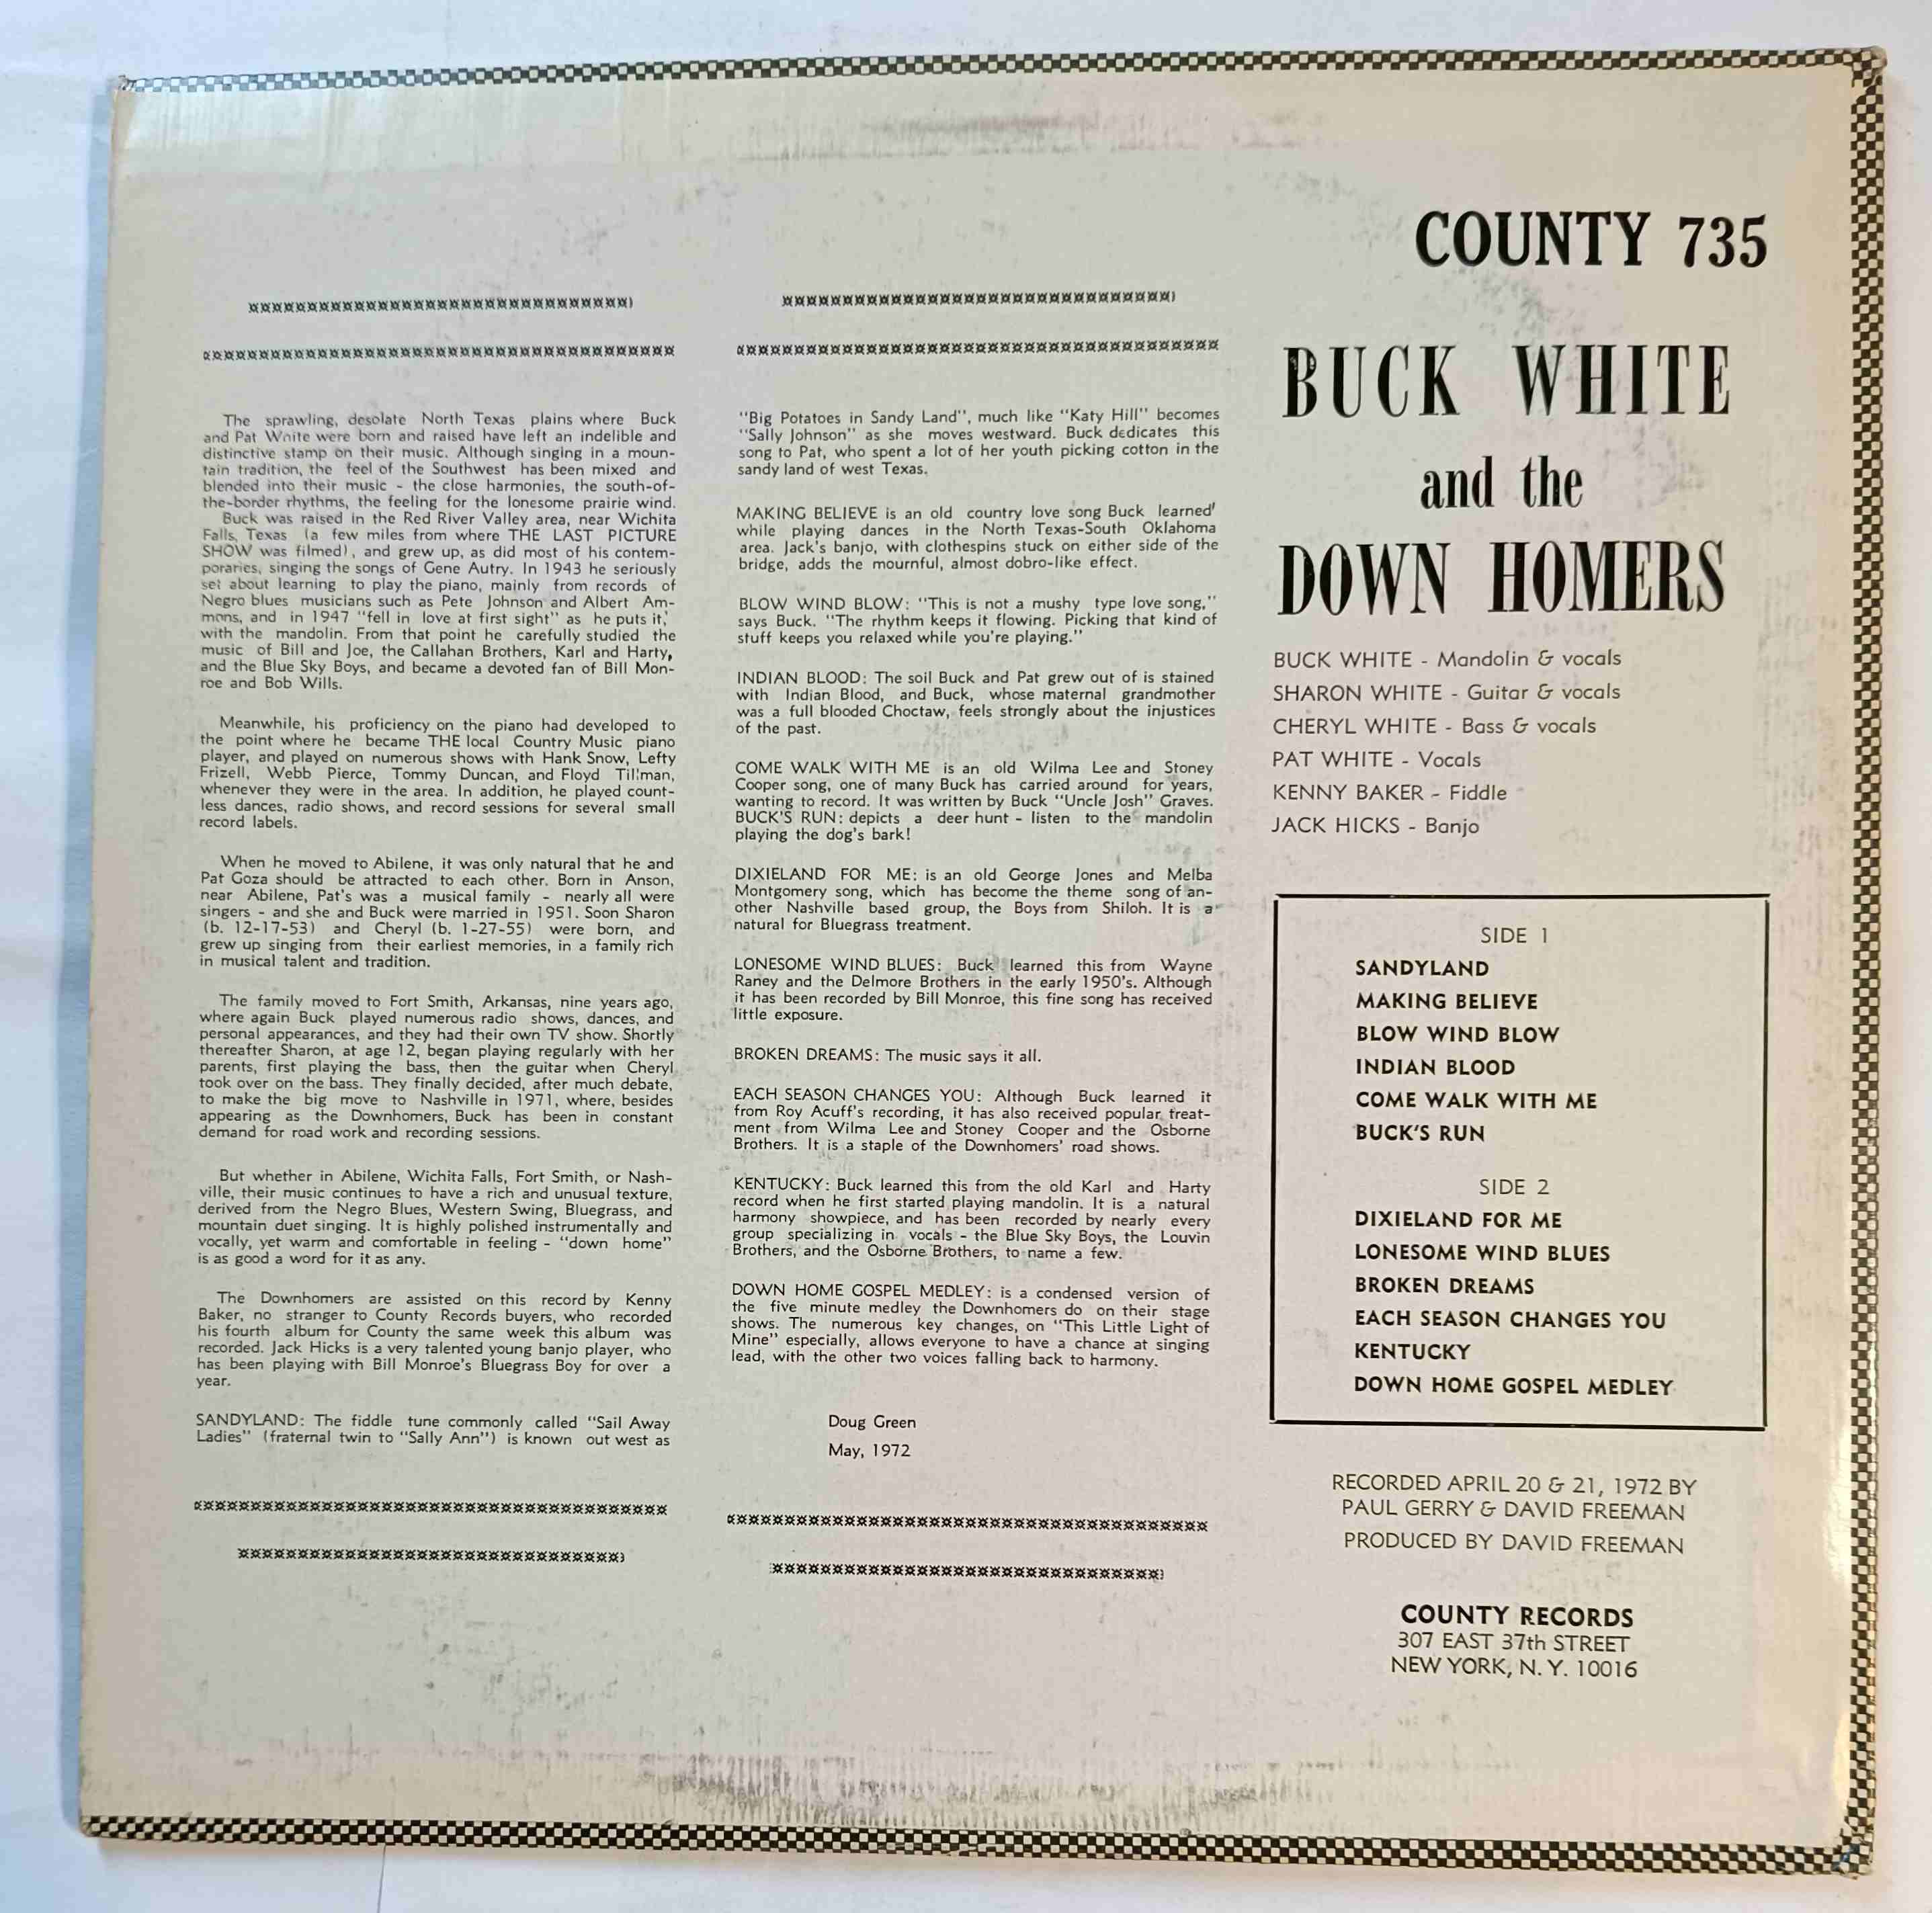 The sprawling, desolate North Texas plains where Buck
and Pat White were born and raised have left an indelible and
distinctive stamp on their music. Although singing in a moun-
tain tradition, the feel of the Southwest has been mixed and
blended into their music - the close harmonies, the south-of-
the-border rhythms, the feeling for the lonesome prairie wind.
Buck was raised in the Red River Valley area, near Wichita
Falls, Texas (a few miles from where THE LAST PICTURE
SHOW was filmed), and grew up, as did most of his contem-
poraries, singing the songs of Gene Autry. In 1943 he seriously
set about learning to play the piano, mainly from records of
Negro blues musicians such as Pete Johnson and Albert Am-
mons, and in 1947 "fell in love at first sight" as he puts it,
with the mandolin. From that point he carefully studied the
music of Bill and Joe, the Callahan Brothers, Karl and Harty,
and the Blue Sky Boys, and became a devoted fan of Bill Mon-
roe and Bob Wills.
Meanwhile, his proficiency on the piano had developed to
the point where he became THE local Country Music piano
player, and played on numerous shows with Hank Snow, Lefty
Frizell, Webb Pierce, Tommy Duncan, and Floyd Tillman,
whenever they were in the area. In addition, he played count-
less dances, radio shows, and record sessions for several small
record labels.
When he moved to Abilene, it was only natural that he and
Pat Goza should be attracted to each other. Born in Anson,
near Abilene, Pat's was a musical family - nearly all were
singers - and she and Buck were married in 1951. Soon Sharon
(b. 12-17-53) and Cheryl (b. 1-27-55) were born, and
grew up singing from their earliest memories, in a family rich
in musical talent and tradition.
The family moved to Fort Smith, Arkansas, nine years ago,
where again Buck played numerous radio shows, dances, and
personal appearances, and they had their own TV show. Shortly
thereafter Sharon, at age 12, began playing regularly with her
parents, first playing the bass, then the guitar when Cheryl
took over on the bass. They finally decided, after much debate,
to make the big move to Nashville in 1971, where, besides
appearing as the Downhomers, Buck has been in constant
demand for road work and recording sessions.
But whether in Abilene, Wichita Falls, Fort Smith, or Nash-
ville, their music continues to have a rich and unusual texture,
derived from the Negro Blues, Western Swing, Bluegrass, and
mountain duet singing. It is highly polished instrumentally and
vocally, yet warm and comfortable in feeling - "down home"
is as good a word for it as any.
The Downhomers are assisted on this record by Kenny
Baker, no stranger to County Records buyers, who recorded
his fourth album for County the same week this album was
recorded. Jack Hicks is a very talented young banjo player, who
has been playing with Bill Monroe's Bluegrass Boy for over a
year.
SANDYLAND: The fiddle tune commonly called "Sail Away
Ladies" (fraternal twin to "Sally Ann") is known out west as
"Big Potatoes in Sandy Land", much like "Katy Hill" becomes
"Sally Johnson" as she moves westward. Buck dedicates this
song to Pat, who spent a lot of her youth picking cotton in the
sandy land of west Texas.
MAKING BELIEVE is an old country love song Buck learned
while playing dances in the North Texas-South Oklahoma
area. Jack's banjo, with clothespins stuck on either side of the
bridge, adds the mournful, almost dobro-like effect.
BLOW WIND BLOW: "This is not a mushy type love song,"
says Buck. "The rhythm keeps it flowing. Picking that kind of
stuff keeps you relaxed while you're playing."
INDIAN BLOOD: The soil Buck and Pat grew out of is stained
with Indian Blood, and Buck, whose maternal grandmother
was a full blooded Choctaw, feels strongly about the injustices
of the past.
COME WALK WITH ME is an old Wilma Lee and Stoney
Cooper song, one of many Buck has carried around for years,
wanting to record. It was written by Buck "Uncle Josh" Graves.
BUCK'S RUN: depicts a deer hunt - listen to the mandolin
playing the dog's bark!
DIXIELAND FOR ME: is an old George Jones and Melba
Montgomery song, which has become the theme song of an-
other Nashville based group, the Boys from Shiloh. It is a
natural for Bluegrass treatment.
LONESOME WIND BLUES: Buck learned this from Wayne
Raney and the Delmore Brothers in the early 1950's. Although
it has been recorded by Bill Monroe, this fine song has received
little exposure.
BROKEN DREAMS: The music says it all.
EACH SEASON CHANGES YOU: Although Buck learned it
from Roy Acuff's recording, it has also received popular treat-
ment from Wilma Lee and Stoney Cooper and the Osborne
Brothers. It is a staple of the Downhomers' road shows.
KENTUCKY: Buck learned this from the old Karl and Harty
record when he first started playing mandolin. It is a natural
harmony showpiece, and has been recorded by nearly every
group specializing in vocals - the Blue Sky Boys, the Louvin
Brothers, and the Osborne Brothers, to name a few.
DOWN HOME GOSPEL MEDLEY: is a condensed version of
the five minute medley the Downhomers do on their stage
shows. The numerous key changes, on "This Little Light of
Mine" especially, allows everyone to have a chance at singing
lead, with the other two voices falling back to harmony.
Doug Green
May, 1972
COUNTY 735
BUCK WHITE
and the
DOWN HOMERS
BUCK WHITE - Mandolin & vocals
SHARON WHITE - Guitar & vocals
CHERYL WHITE - Bass & vocals
PAT WHITE - Vocals
KENNY BAKER - Fiddle
JACK HICKS - Banjo
SIDE 1
SANDYLAND
MAKING BELIEVE
BLOW WIND BLOW
INDIAN BLOOD
COME WALK WITH ME
BUCK'S RUN
SIDE 2
DIXIELAND FOR ME
LONESOME WIND BLUES
BROKEN DREAMS
EACH SEASON CHANGES YOU
KENTUCKY
DOWN HOME GOSPEL MEDLEY
RECORDED APRIL 20 & 21, 1972 BY
PAUL GERRY & DAVID FREEMAN
PRODUCED BY DAVID FREEMAN
COUNTY RECORDS
307 EAST 37th STREET
NEW YORK, N.Y. 10016